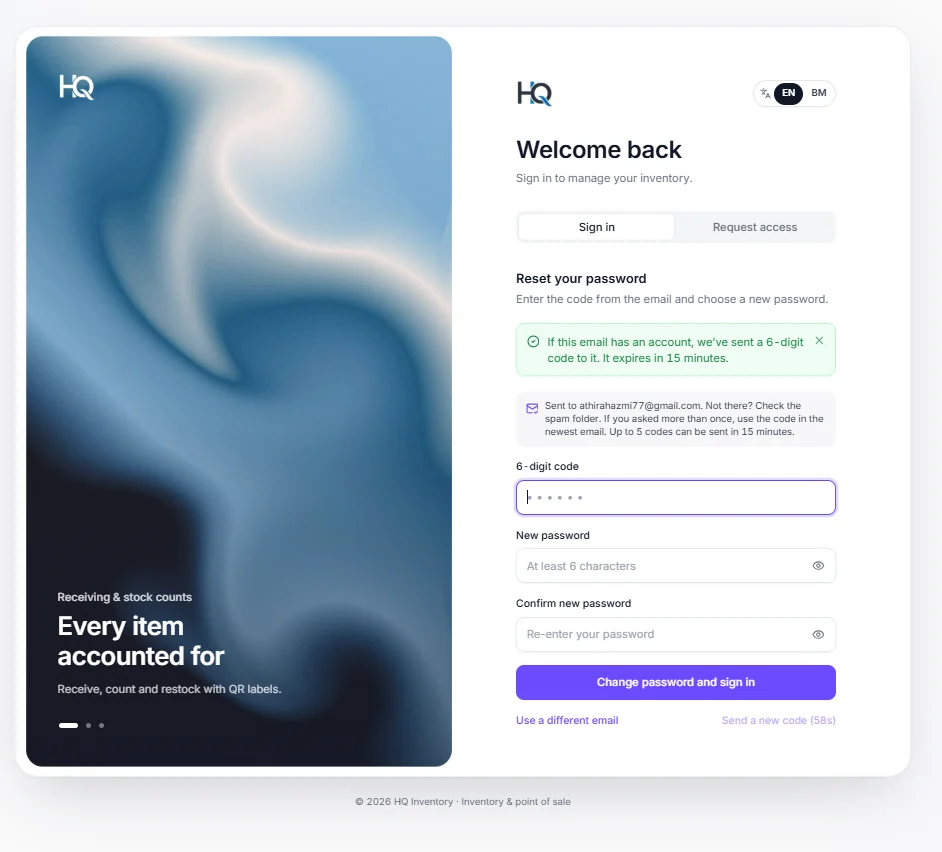 HQ
Receiving & stock counts
Every item
accounted for
Receive, count and restock with QR labels.
HQ
EN
BM
Welcome back
Sign in to manage your inventory.
Sign in
Request access
Reset your password
Enter the code from the email and choose a new password.
If this email has an account, we've sent a 6-digit
code to it. It expires in 15 minutes.
Sent to athirahazmi77@gmail.com. Not there? Check the
spam folder. If you asked more than once, use the code in the
newest email. Up to 5 codes can be sent in 15 minutes.
6-digit code
New password
At least 6 characters
Confirm new password
Re-enter your password
Change password and sign in
Use a different email
Send a new code (58s)
© 2026 HQ Inventory · Inventory & point of sale